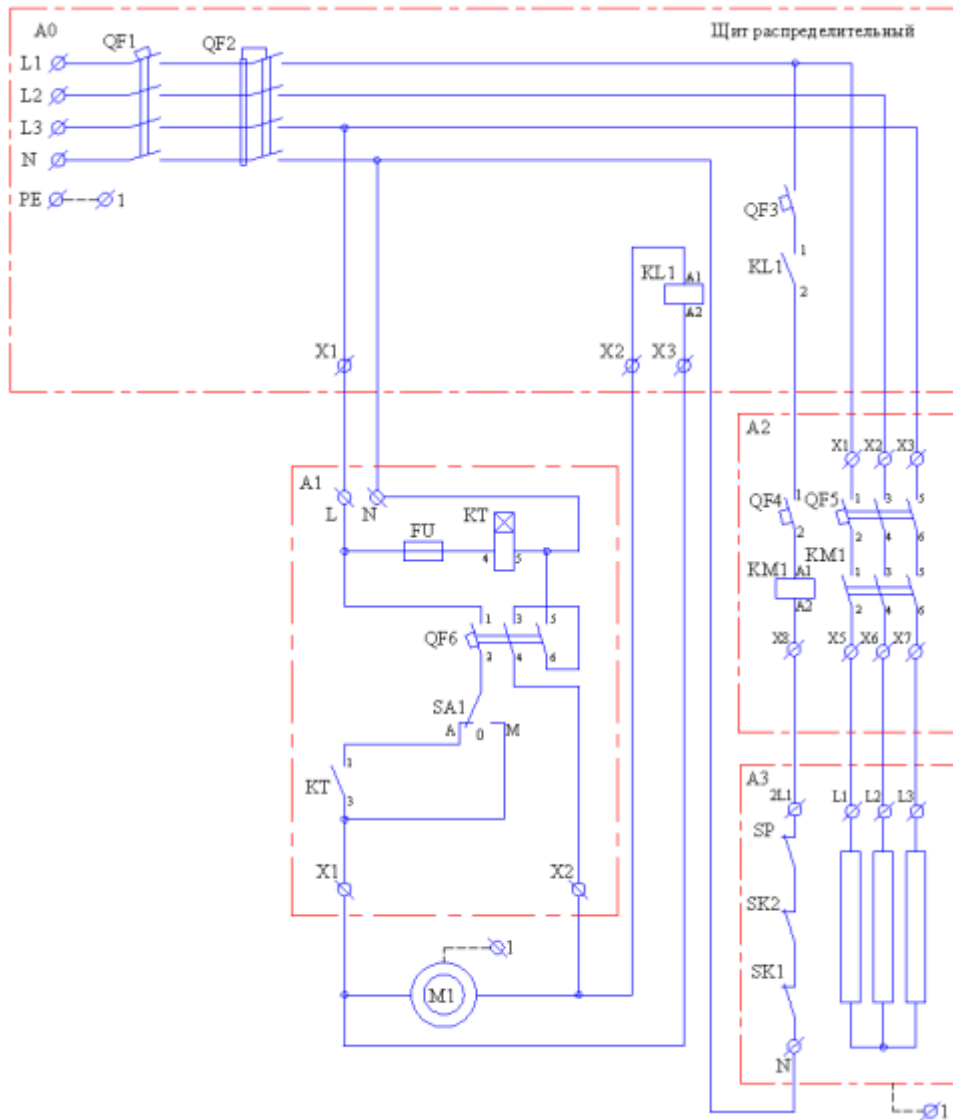 A0
QF1
QF2
Щит распределительный
L1
L2
L3
N
PE
1
QF3
KL1
1
2
KL1
A1
A2
X1
X2
X3
A2
X1
X2
X3
QF4
1
2
QF5
1
3
5
2
4
6
KM1
A1
A2
KM1
1
3
5
2
4
6
X8
X5
X6
X7
A1
L
N
FU
KT
4
5
QF6
1
3
5
2
4
6
SA1
A
0
M
KT
1
3
X1
X2
A3
2L1
L1
L2
L3
SP
SK2
SK1
N
1
M1
1